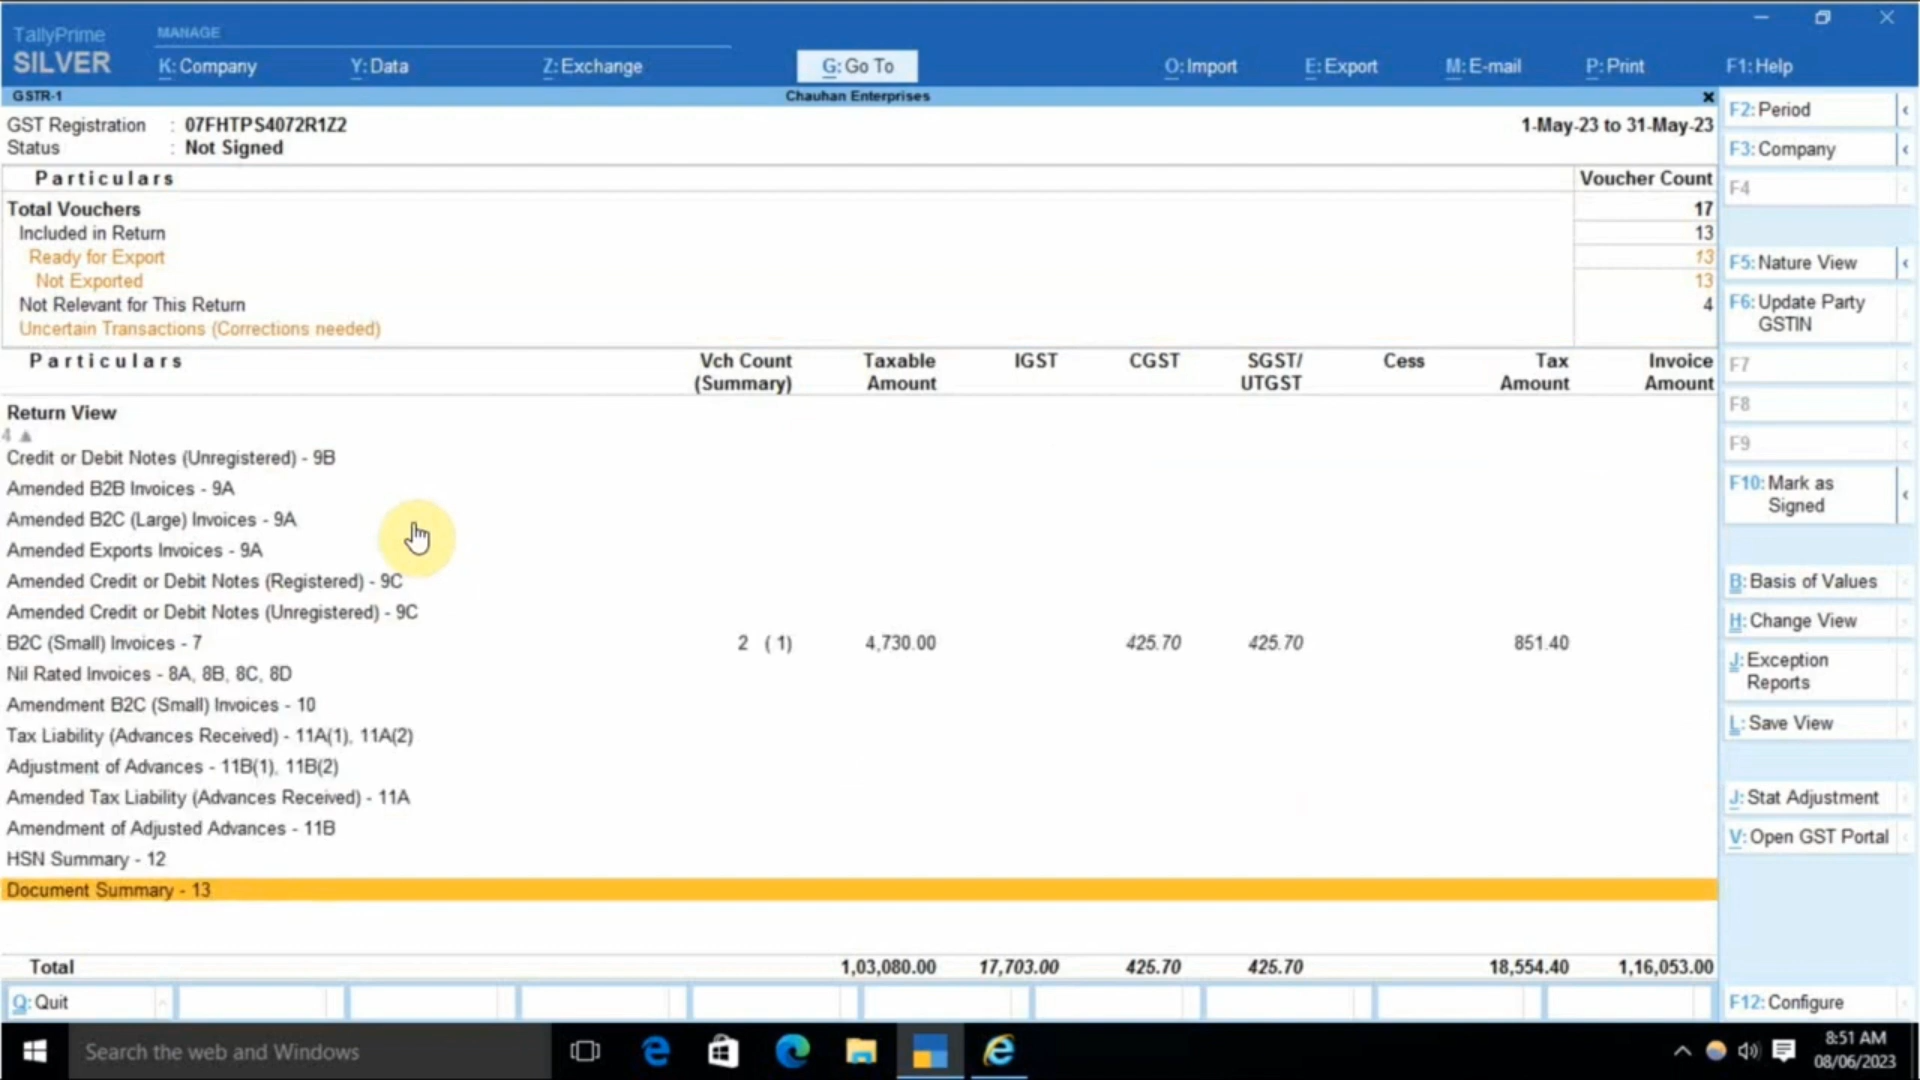 TallyPrime
SILVER
MANAGE
K: Company
Y: Data
Z: Exchange
G: Go To
O: Import
E: Export
M: E-mail
P: Print
F1: Help
GSTR-1
Chauhan Enterprises
GST Registration : 07FHTPS4072R1Z2
1-May-23 to 31-May-23
Status : Not Signed
Particulars Voucher Count
Total Vouchers 17
Included in Return 13
Ready for Export 13
Not Exported 13
Not Relevant for This Return 4
Uncertain Transactions (Corrections needed)
Particulars Vch Count Taxable IGST CGST SGST/ Cess Tax Invoice
(Summary) Amount UTGST Amount Amount
Return View
4 ▲
Credit or Debit Notes (Unregistered) - 9B
Amended B2B Invoices - 9A
Amended B2C (Large) Invoices - 9A
Amended Exports Invoices - 9A
Amended Credit or Debit Notes (Registered) - 9C
Amended Credit or Debit Notes (Unregistered) - 9C
B2C (Small) Invoices - 7 2 ( 1) 4,730.00 425.70 425.70 851.40
Nil Rated Invoices - 8A, 8B, 8C, 8D
Amendment B2C (Small) Invoices - 10
Tax Liability (Advances Received) - 11A(1), 11A(2)
Adjustment of Advances - 11B(1), 11B(2)
Amended Tax Liability (Advances Received) - 11A
Amendment of Adjusted Advances - 11B
HSN Summary - 12
Document Summary - 13
Total 1,03,080.00 17,703.00 425.70 425.70 18,554.40 1,16,053.00
Q: Quit
F2: Period
F3: Company
F4
F5: Nature View
F6: Update Party
GSTIN
F7
F8
F9
F10: Mark as
Signed
B: Basis of Values
H: Change View
J: Exception
Reports
L: Save View
J: Stat Adjustment
V: Open GST Portal
F12: Configure
Search the web and Windows
8:51 AM
08/06/2023